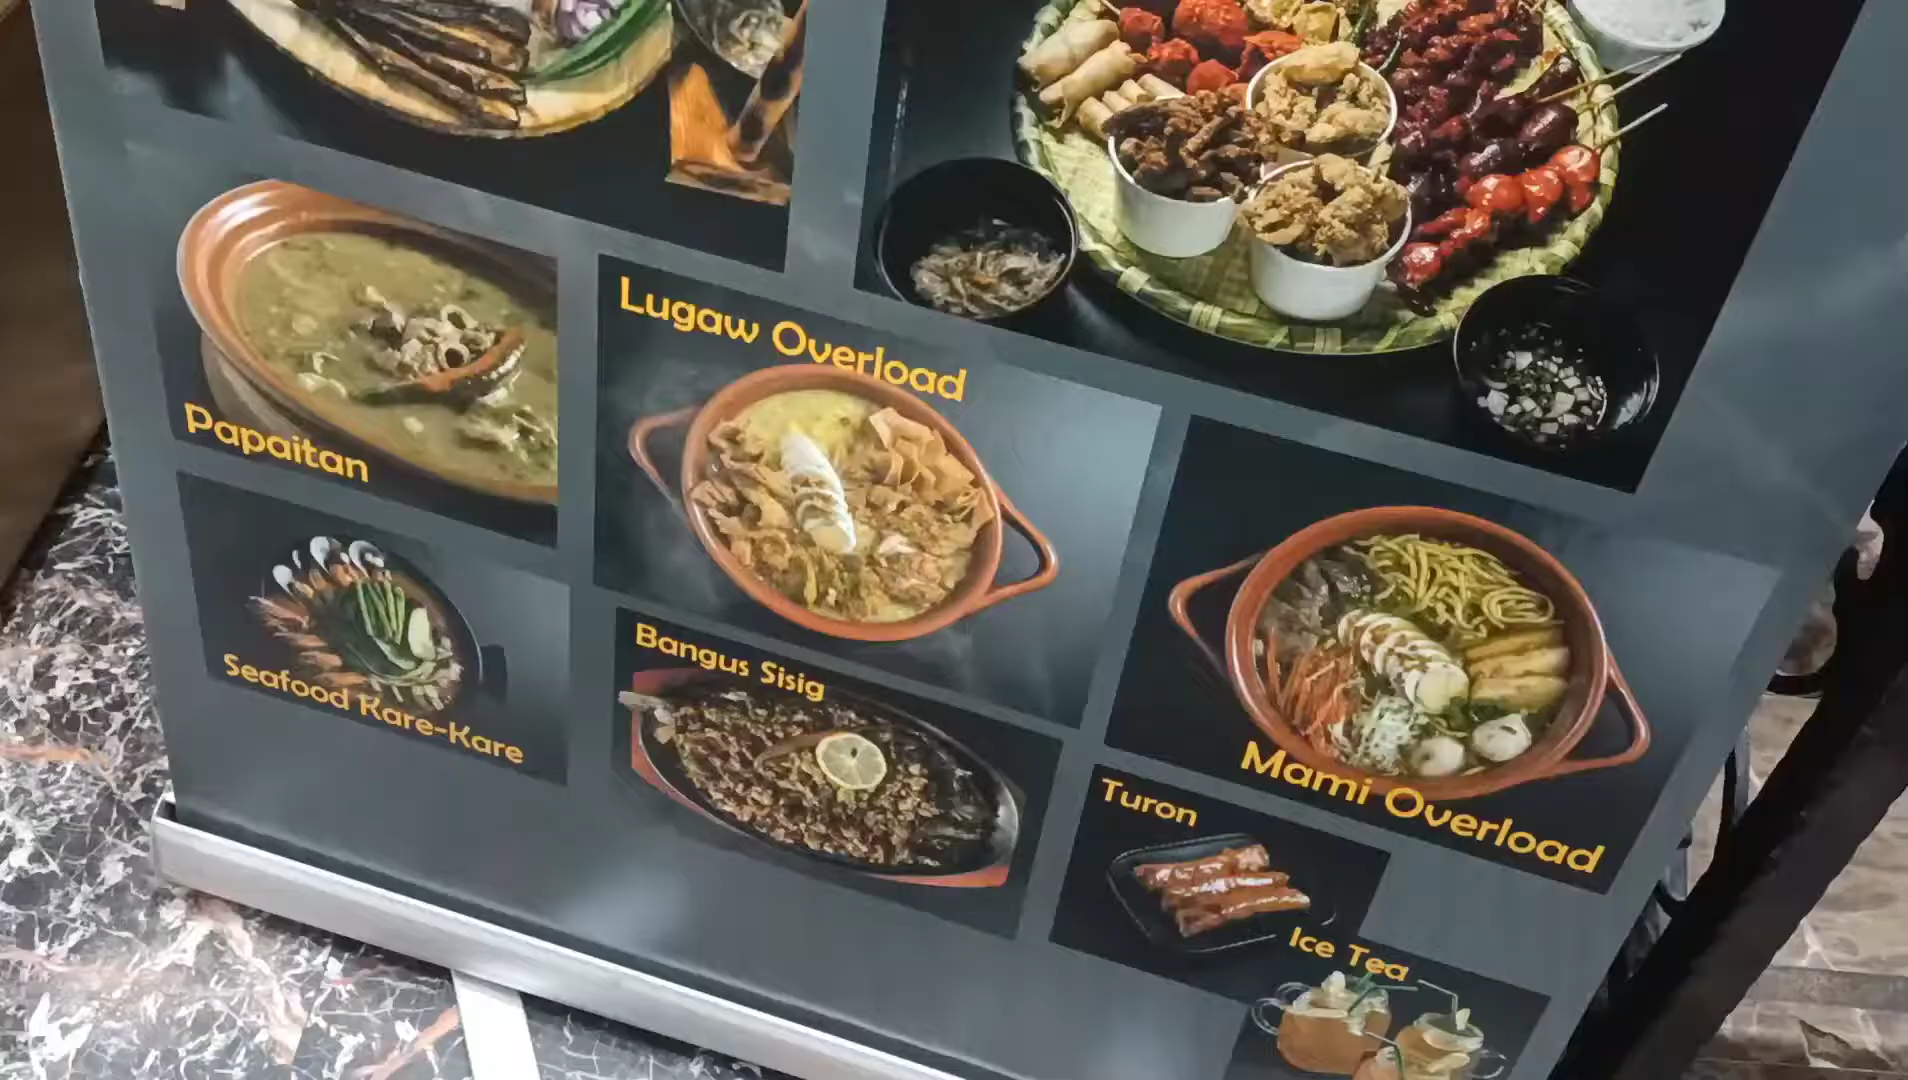 Lugaw Overload
Papaitan
Bangus Sisig
Seafood Kare-Kare
Mami Overload
Turon
Ice Tea